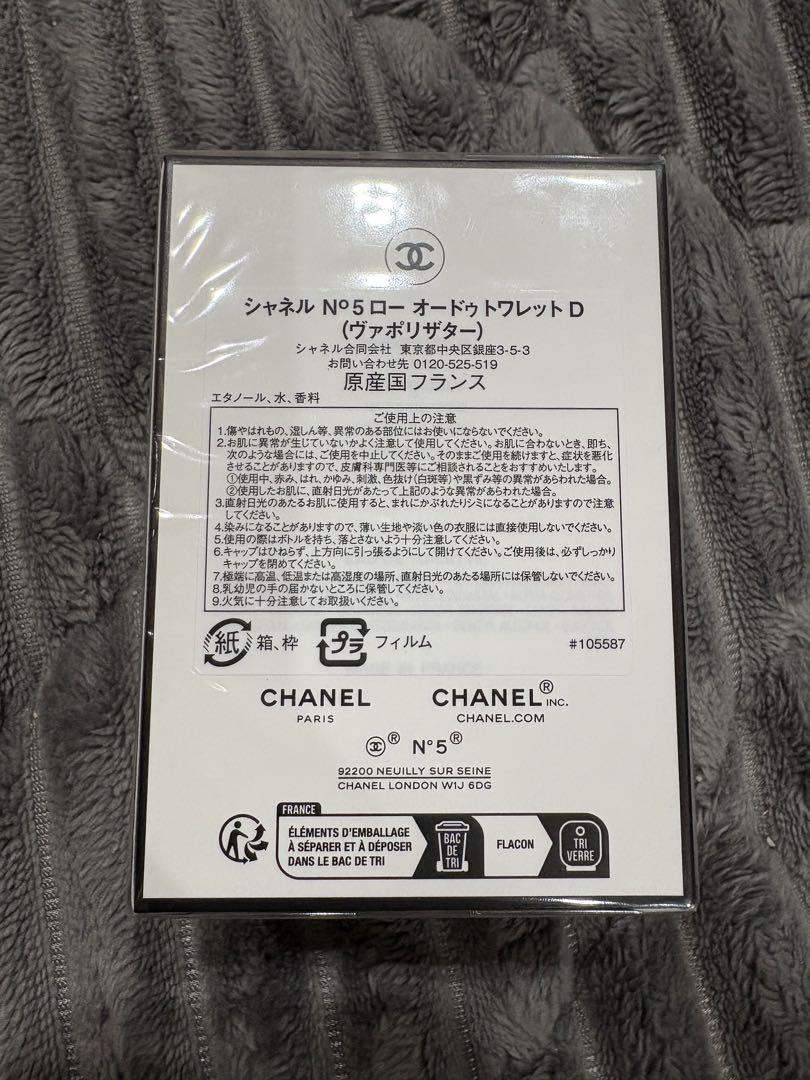 シャネル N°5 ロー オードゥ トワレット D
(ヴァポリザター)
シャネル合同会社 東京都中央区銀座3-5-3
お問い合わせ先 0120-525-519
原産国フランス
エタノール、水、香料
ご使用上の注意
1.傷やはれもの、湿しん等、異常のある部位にはお使いにならないでください。
2.お肌に異常が生じていないかよく注意して使用してください。お肌に合わないとき、即ち、
次のような場合には、ご使用を中止してください。そのままご使用を続けますと、症状を悪化
させることがありますので、皮膚科専門医等にご相談されることをおすすめいたします。
①使用中、赤み、はれ、かゆみ、刺激、色抜け(白斑等)や黒ずみ等の異常があらわれた場合。
②使用したお肌に、直射日光があたって上記のような異常があらわれた場合。
3.直射日光のあたるお肌に使用すると、まれにかぶれたりシミになることがありますので注意
してください。
4.染みになることがありますので、薄い生地や淡い色の衣服には直接使用しないでください。
5.使用の際はボトルを持ち、落とさないよう十分注意してください。
6.キャップはひねらず、上方向に引っ張るようにして開けてください。ご使用後は、必ずしっかり
キャップを閉めてください。
7.極端に高温、低温または高湿度の場所、直射日光のあたる場所には保管しないでください。
8.乳幼児の手の届かないところに保管してください。
9.火気に十分注意してお取扱いください。
紙 箱、枠 プラ フィルム #105587
CHANEL CHANEL® INC.
PARIS CHANEL.COM
® N°5®
92200 NEUILLY SUR SEINE
CHANEL LONDON W1J 6DG
FRANCE
ÉLÉMENTS D'EMBALLAGE
À SÉPARER ET À DÉPOSER
DANS LE BAC DE TRI
BAC
DE
TRI
FLACON
TRI
VERRE